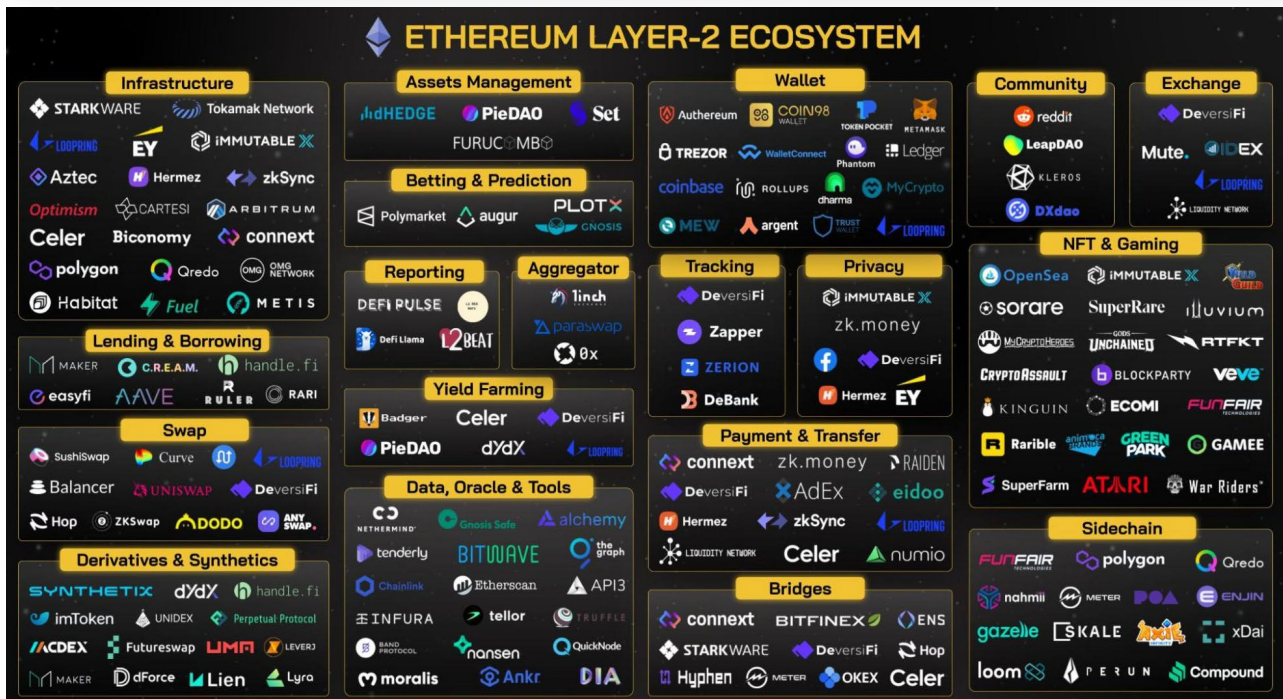 ETHEREUM LAYER-2 ECOSYSTEM
Infrastructure
STARKWARE Tokamak Network
LOOPRING EY iMMUTABLE X
Aztec Hermez zkSync
Optimism CARTESI ARBITRUM
Celer Biconomy connext
polygon Qredo OMG OMG NETWORK
Habitat Fuel METIS
Lending & Borrowing
MAKER C.R.E.A.M. handle.fi
easyfi AAVE RULER RARI
Swap
SushiSwap Curve LOOPRING
Balancer UNISWAP DeversiFi
Hop ZKSwap DODO ANY SWAP.
Derivatives & Synthetics
SYNTHETIX dYdX handle.fi
imToken UNIDEX Perpetual Protocol
MCDEX Futureswap UMA LEVERJ
MAKER dForce Lien Lyra
Assets Management
dHEDGE PieDAO Set
FURUCOMBO
Betting & Prediction
Polymarket augur PLOTX
GNOSIS
Reporting
DEFI PULSE
DeFi Llama L2BEAT
Aggregator
1inch
paraswap
0x
Yield Farming
Badger Celer DeversiFi
PieDAO dYdX LOOPRING
Data, Oracle & Tools
NETHERMIND Gnosis Safe alchemy
tenderly BITWAVE the graph
Chainlink Etherscan API3
INFURA tellor TRUFFLE
BAND PROTOCOL nansen QuickNode
moralis Ankr DIA
Wallet
Authereum COIN98 WALLET TOKEN POCKET METAMASK
TREZOR WalletConnect Phantom Ledger
coinbase ROLLUPS dharma MyCrypto
MEW argent TRUST WALLET LOOPRING
Tracking
DeversiFi
Zapper
ZERION
DeBank
Privacy
iMMUTABLE X
zk.money
DeversiFi
Hermez EY
Payment & Transfer
connext zk.money RAIDEN
DeversiFi AdEx eidoo
Hermez zkSync LOOPRING
LIQUIDITY NETWORK Celer numio
Bridges
connext BITFINEX ENS
STARKWARE DeversiFi Hop
Hyphen METER OKEX Celer
Community
reddit
LeapDAO
KLEROS
DXdao
Exchange
DeversiFi
Mute. IDEX
LOOPRING
LIQUIDITY NETWORK
NFT & Gaming
OpenSea iMMUTABLE X
sorare SuperRare ILLUVIUM
MYCRYPTOHEROES GODS UNCHAINED RTFKT
CRYPTOASSAULT BLOCKPARTY VEVE
KINGUIN ECOMI FUNFAIR TECHNOLOGIES
Rarible animoca BRANDS GREEN PARK GAMEE
SuperFarm ATARI War Riders
Sidechain
FUNFAIR TECHNOLOGIES polygon Qredo
nahmii METER POA ENJIN
gazelle SKALE AXIE xDai
loom PERUN Compound